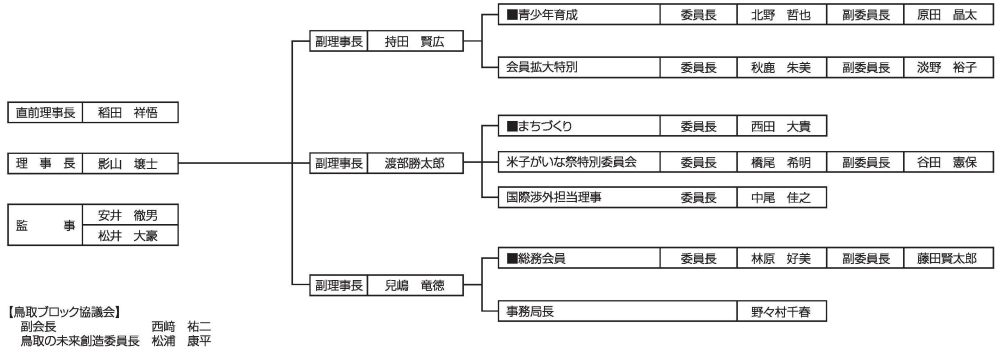 直前理事長 稲田 祥悟
理事長 影山 壌士
監事 安井 徹男
松井 大豪
【鳥取ブロック協議会】
副会長 西﨑 祐二
鳥取の未来創造委員長 松浦 康平
副理事長 持田 賢広
■青少年育成 委員長 北野 哲也 副委員長 原田 晶太
会員拡大特別 委員長 秋鹿 朱美 副委員長 淡野 裕子
副理事長 渡部勝太郎
■まちづくり 委員長 西田 大貴
米子がいな祭特別委員会 委員長 橋尾 希明 副委員長 谷田 憲保
国際渉外担当理事 委員長 中尾 佳之
副理事長 兒嶋 竜徳
■総務会員 委員長 林原 好美 副委員長 藤田賢太郎
事務局長 野々村千春